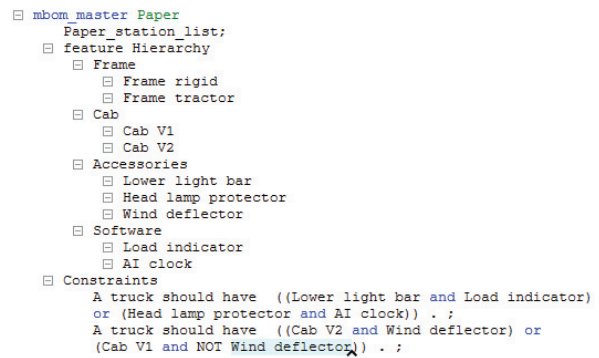 mbom_master Paper
Paper_station_list;
feature Hierarchy
Frame
Frame rigid
Frame tractor
Cab
Cab V1
Cab V2
Accessories
Lower light bar
Head lamp protector
Wind deflector
Software
Load indicator
AI clock
Constraints
A truck should have  ((Lower light bar and Load indicator)
or (Head lamp protector and AI clock)) . ;
A truck should have  ((Cab V2 and Wind deflector) or
(Cab V1 and NOT Wind deflector)) . ;